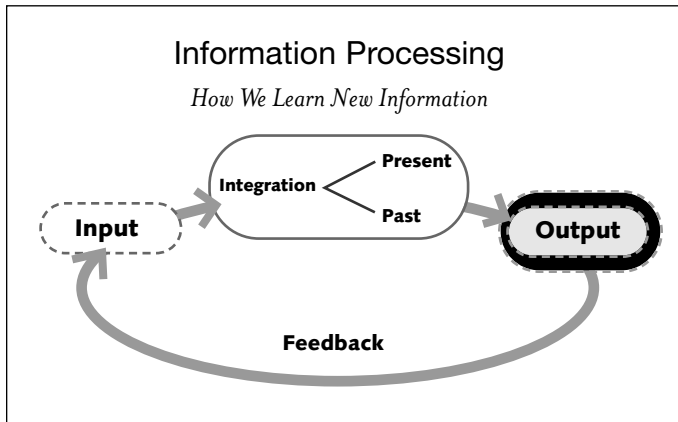 Information Processing
How We Learn New Information
Present
Integration
Past
Input
Output
Feedback